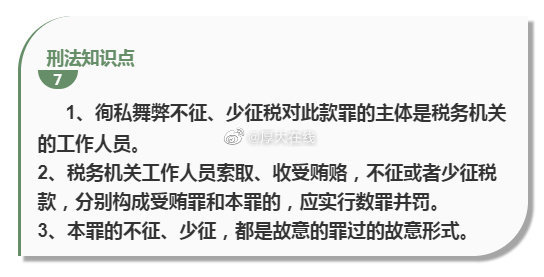 刑法知识点
7
1、徇私舞弊不征、少征税对此款罪的主体是税务机关
的工作人员。
@厚大在线
2、税务机关工作人员索取、收受贿赂，不征或者少征税
款，分别构成受贿罪和本罪的，应实行数罪并罚。
3、本罪的不征、少征，都是故意的罪过的故意形式。